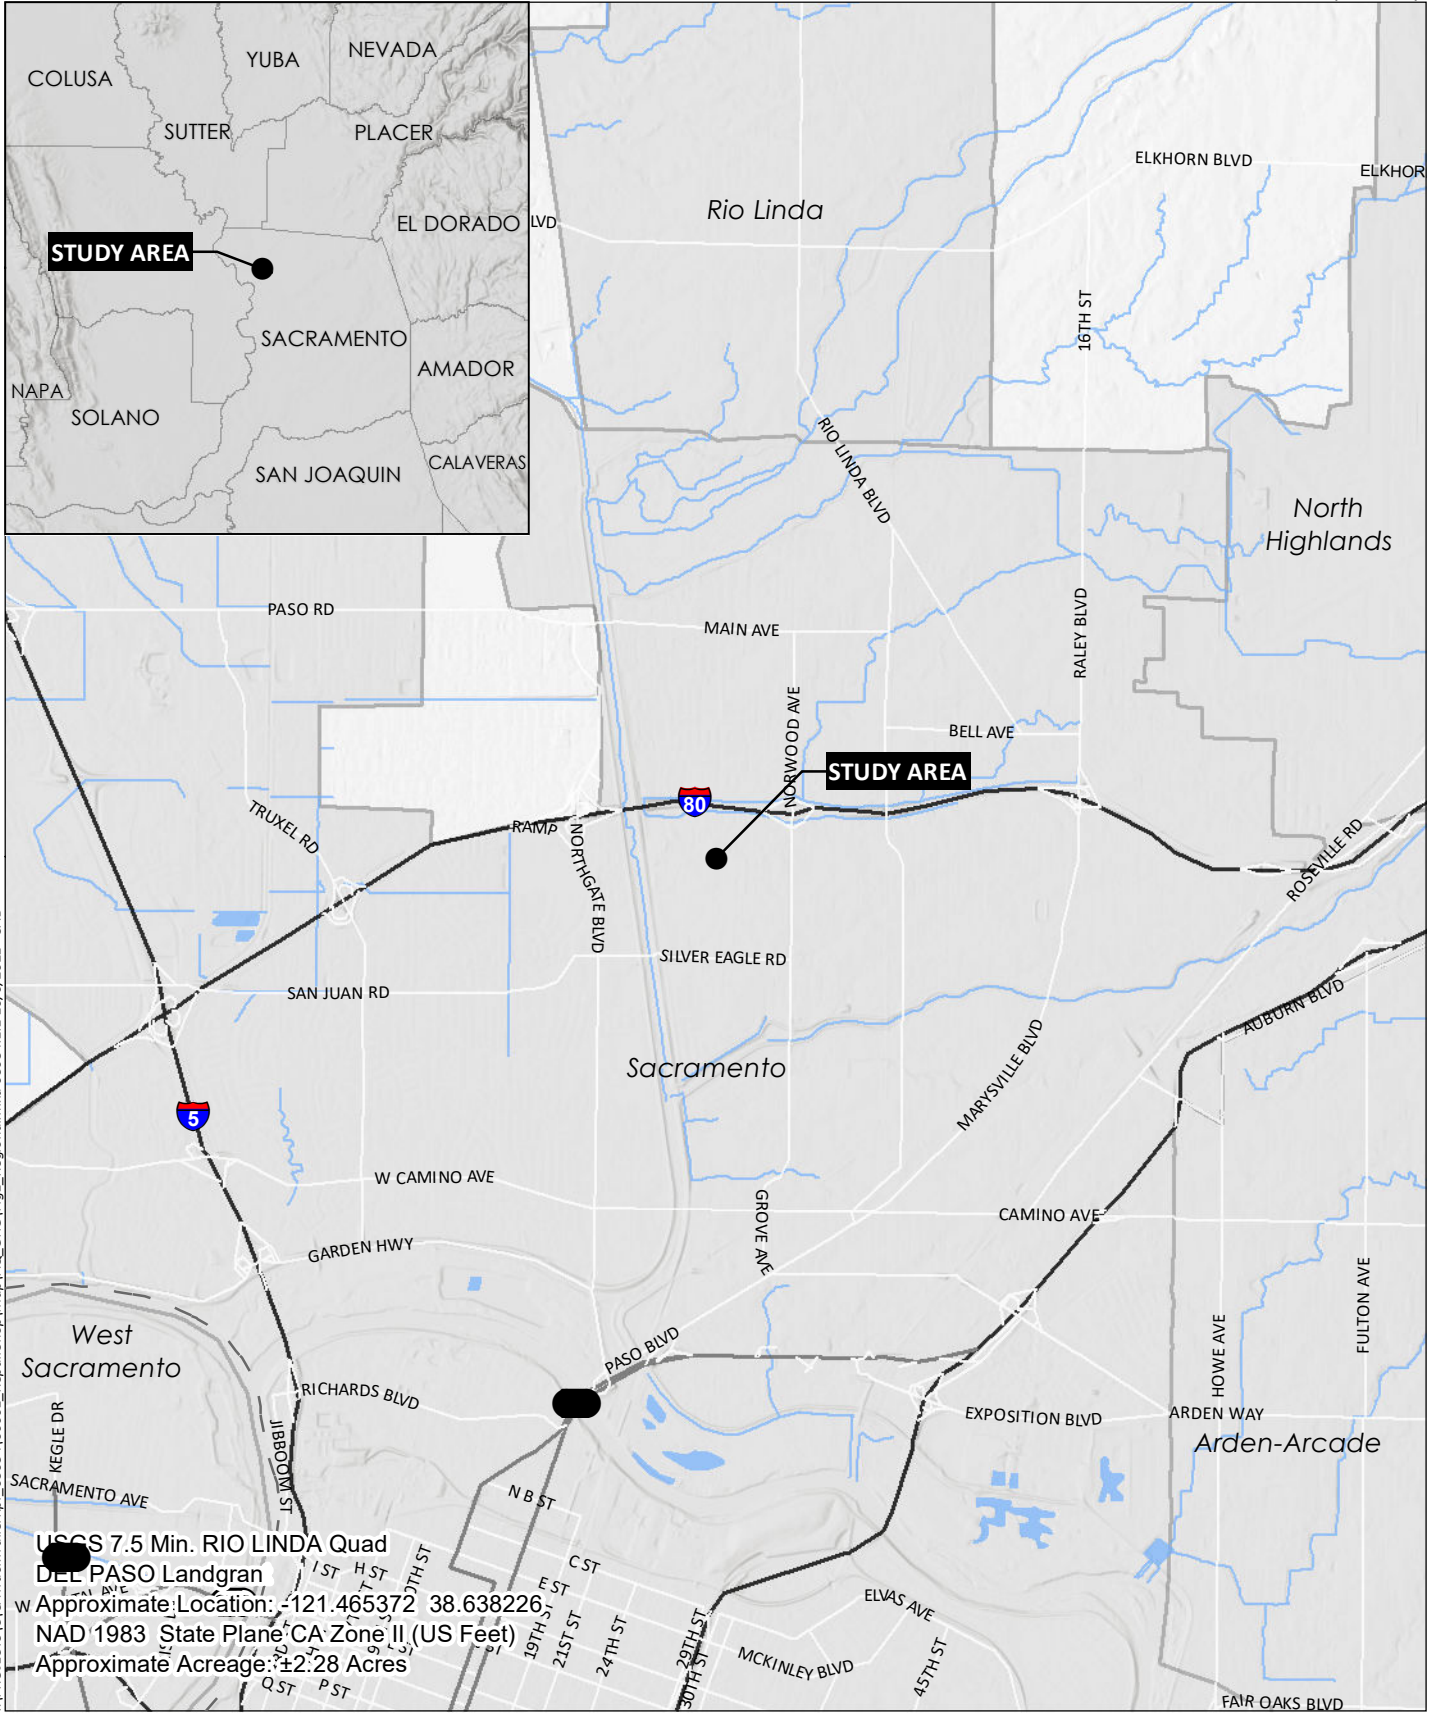 COLUSA
YUBA
NEVADA
SUTTER
PLACER
EL DORADO
STUDY AREA
SACRAMENTO
AMADOR
NAPA
SOLANO
SAN JOAQUIN
CALAVERAS
LVD
Rio Linda
ELKHORN BLVD
ELKHOR
16TH ST
RIO LINDA BLVD
North
Highlands
PASO RD
MAIN AVE
RALEY BLVD
NORWOOD AVE
BELL AVE
STUDY AREA
80
TRUXEL RD
RAMP
NORTHGATE BLVD
ROSEVILLE RD
SILVER EAGLE RD
SAN JUAN RD
AUBURN BLVD
Sacramento
MARYSVILLE BLVD
5
W CAMINO AVE
GROVE AVE
CAMINO AVE
GARDEN HWY
FULTON AVE
HOWE AVE
West
Sacramento
PASO BLVD
RICHARDS BLVD
KEGLE DR
JIBBOOM ST
EXPOSITION BLVD
ARDEN WAY
Arden-Arcade
SACRAMENTO AVE
N B ST
I ST
H ST
C ST
E ST
19TH ST
21ST ST
24TH ST
29TH ST
30TH ST
ELVAS AVE
MCKINLEY BLVD
45TH ST
FAIR OAKS BLVD
Q ST
P ST
USGS 7.5 Min. RIO LINDA Quad
DEL PASO Landgran
Approximate Location: -121.465372 38.638226
NAD 1983 State Plane CA Zone II (US Feet)
Approximate Acreage: ±2.28 Acres